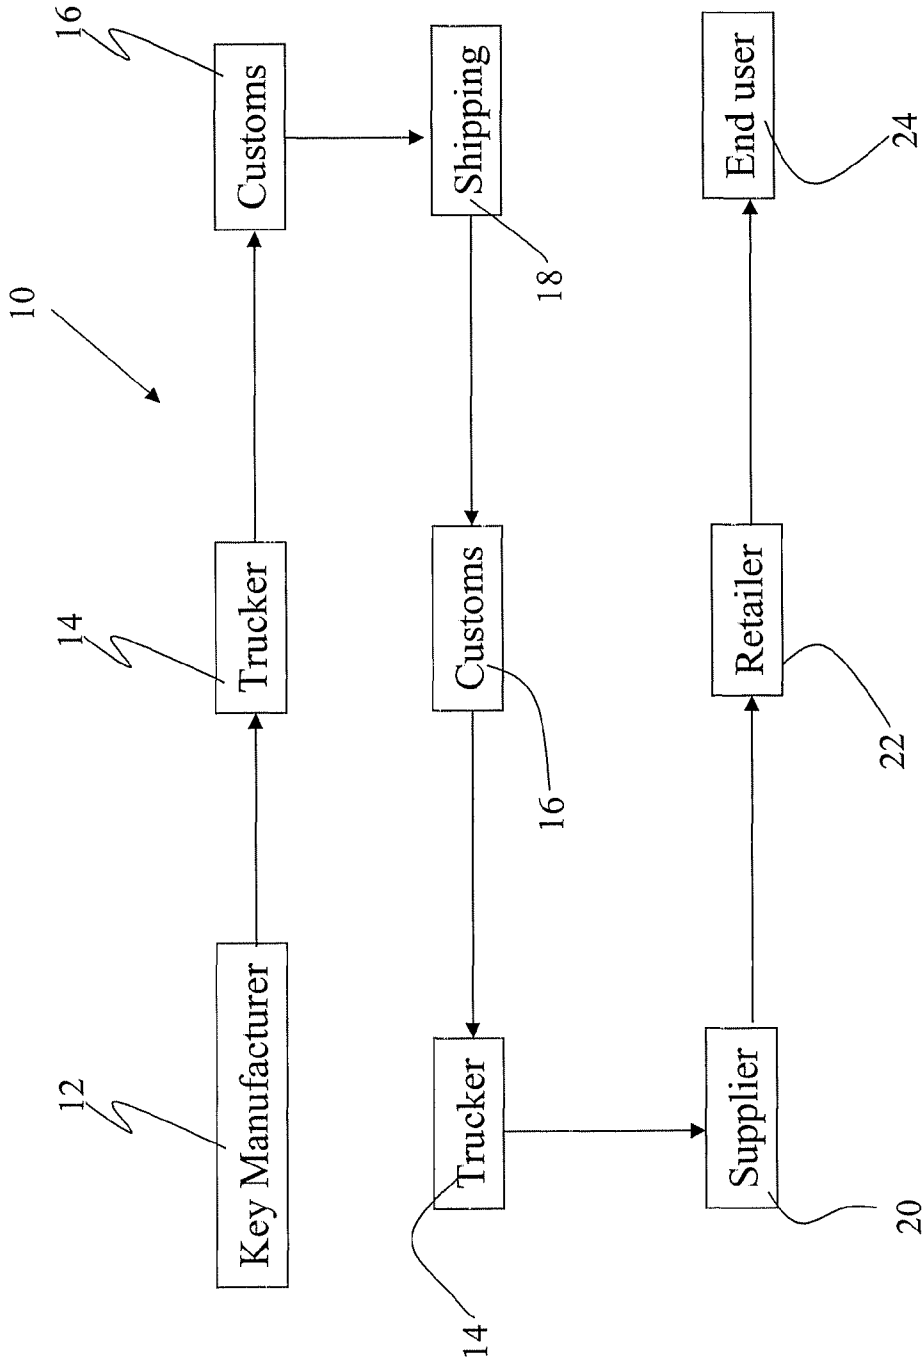 10
12
14
16
Key Manufacturer
Trucker
Customs
Trucker
Customs
Shipping
14
16
18
Supplier
Retailer
End user
20
22
24